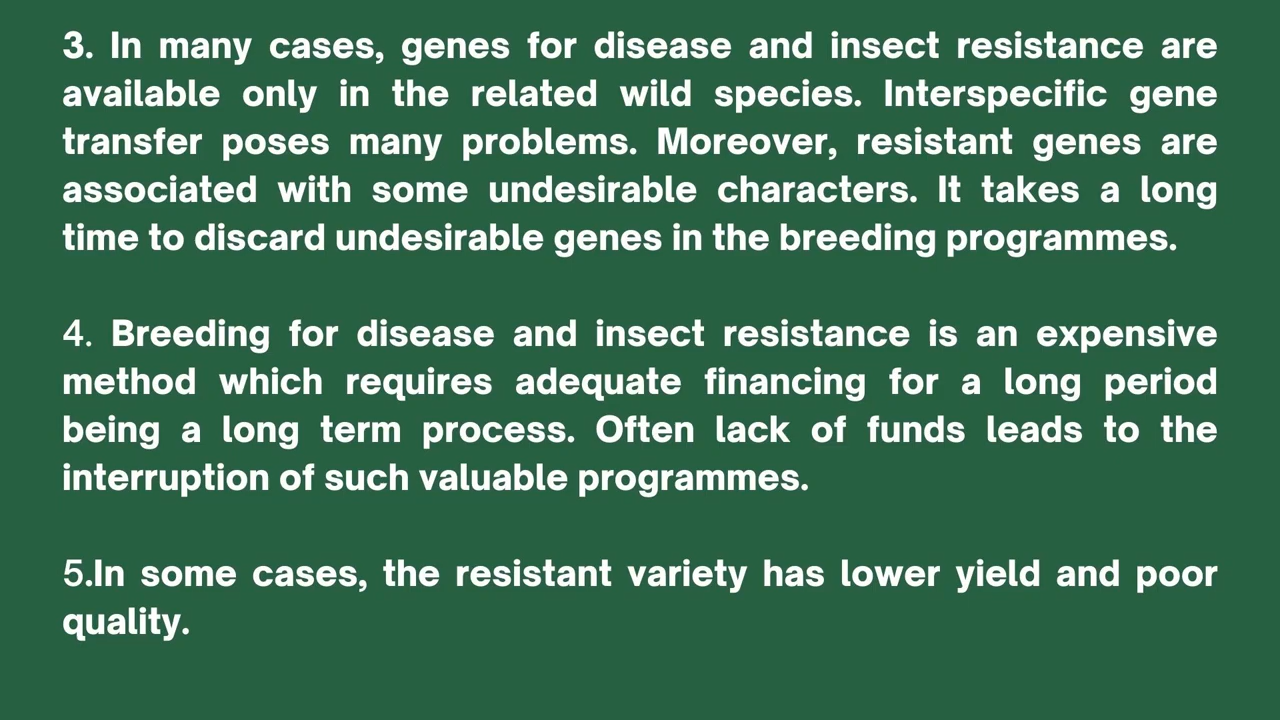 3. In many cases, genes for disease and insect resistance are
available only in the related wild species. Interspecific gene
transfer poses many problems. Moreover, resistant genes are
associated with some undesirable characters. It takes a long
time to discard undesirable genes in the breeding programmes.
4. Breeding for disease and insect resistance is an expensive
method which requires adequate financing for a long period
being a long term process. Often lack of funds leads to the
interruption of such valuable programmes.
5.In some cases, the resistant variety has lower yield and poor
quality.